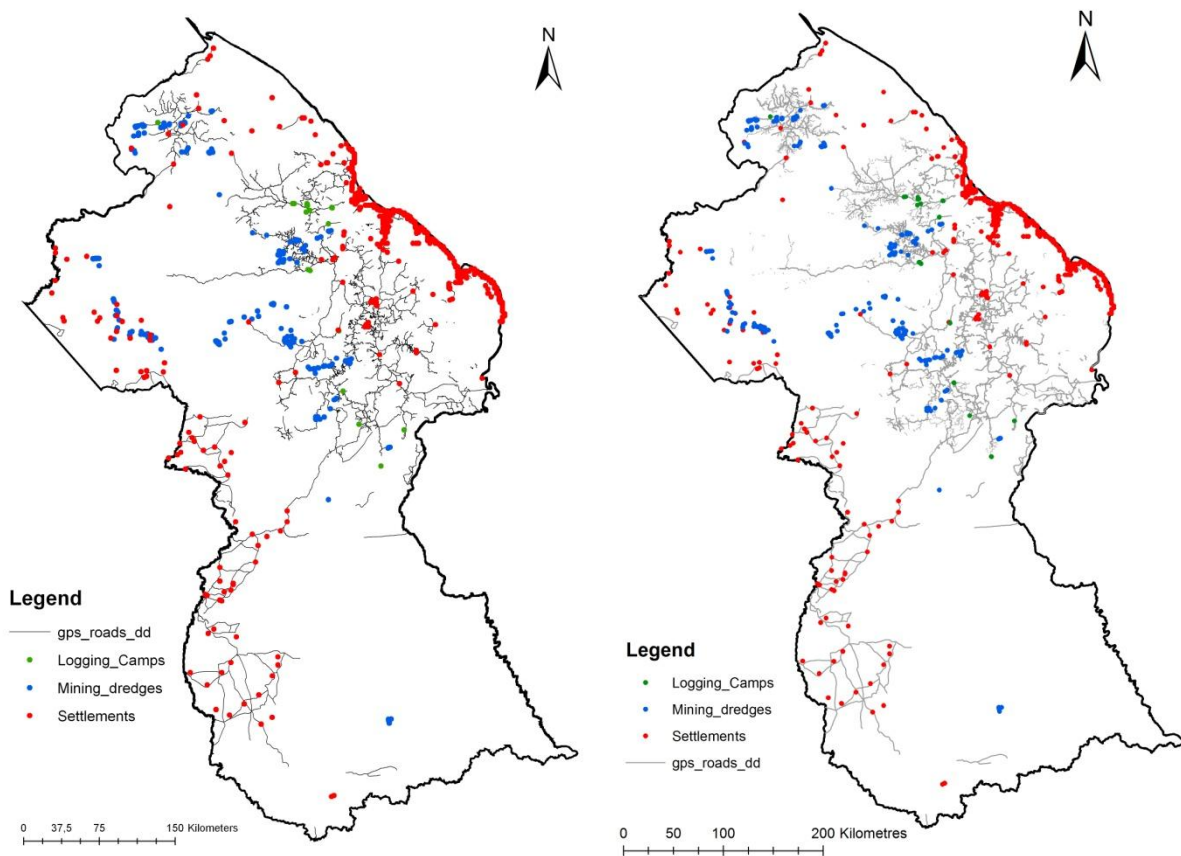 N
Legend
gps_roads_dd
Logging_Camps
Mining_dredges
Settlements
0 37,5 75 150 Kilometers
N
Legend
Logging_Camps
Mining_dredges
Settlements
gps_roads_dd
0 50 100 200 Kilometres